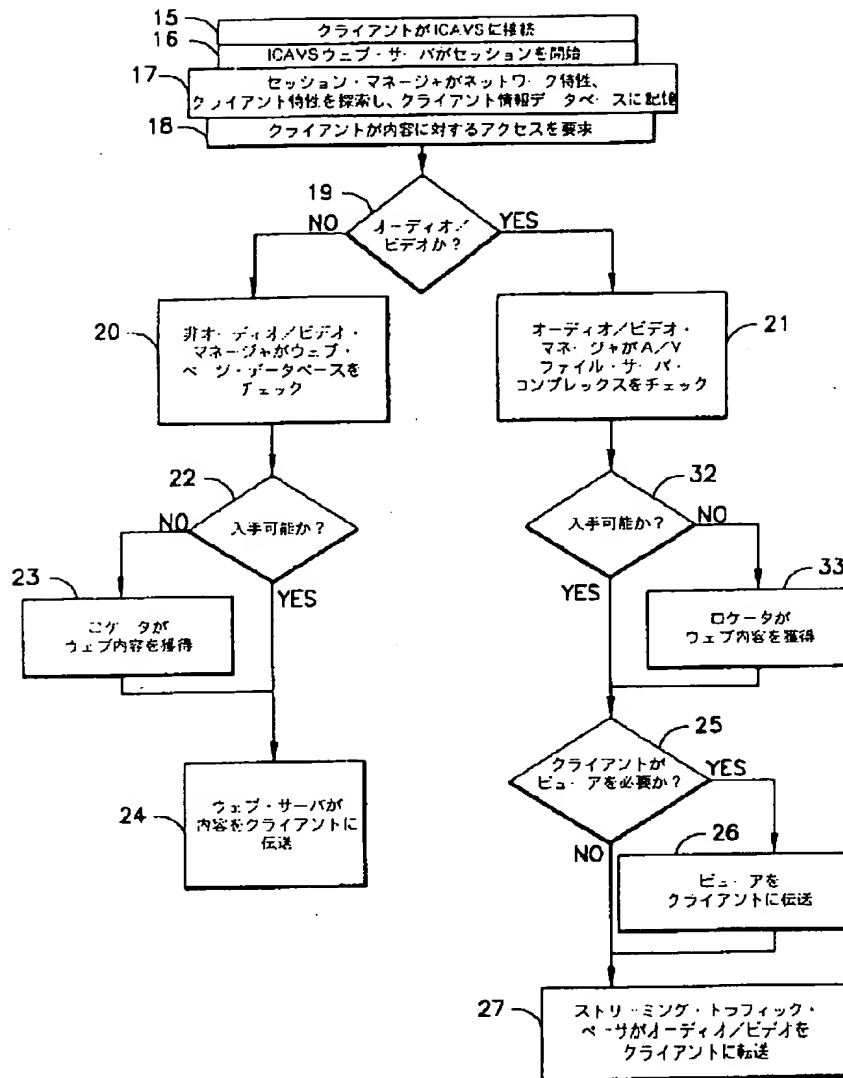 15
クライアントがICAVSに接続
16
ICAVSウェブ・サーバがセッションを開始
17
セッション・マネージャがネットワーク特性、
クライアント特性を探索し、クライアント情報データベースに記憶
18
クライアントが内容に対するアクセスを要求
19
NO
オーディオ/
ビデオか?
YES
20
非オーディオ/ビデオ・
マネージャがウェブ・
ページ・データベースを
チェック
21
オーディオ/ビデオ・
マネージャがA/V
ファイル・サーバ・
コンプレックスをチェック
22
NO
入手可能か?
YES
32
入手可能か?
NO
YES
23
ロケータが
ウェブ内容を獲得
33
ロケータが
ウェブ内容を獲得
24
ウェブ・サーバが
内容をクライアントに
伝送
25
クライアントが
ビューアを必要か?
YES
NO
26
ビューアを
クライアントに伝送
27
ストリーミング・トラフィック・
ペーサがオーディオ/ビデオを
クライアントに転送